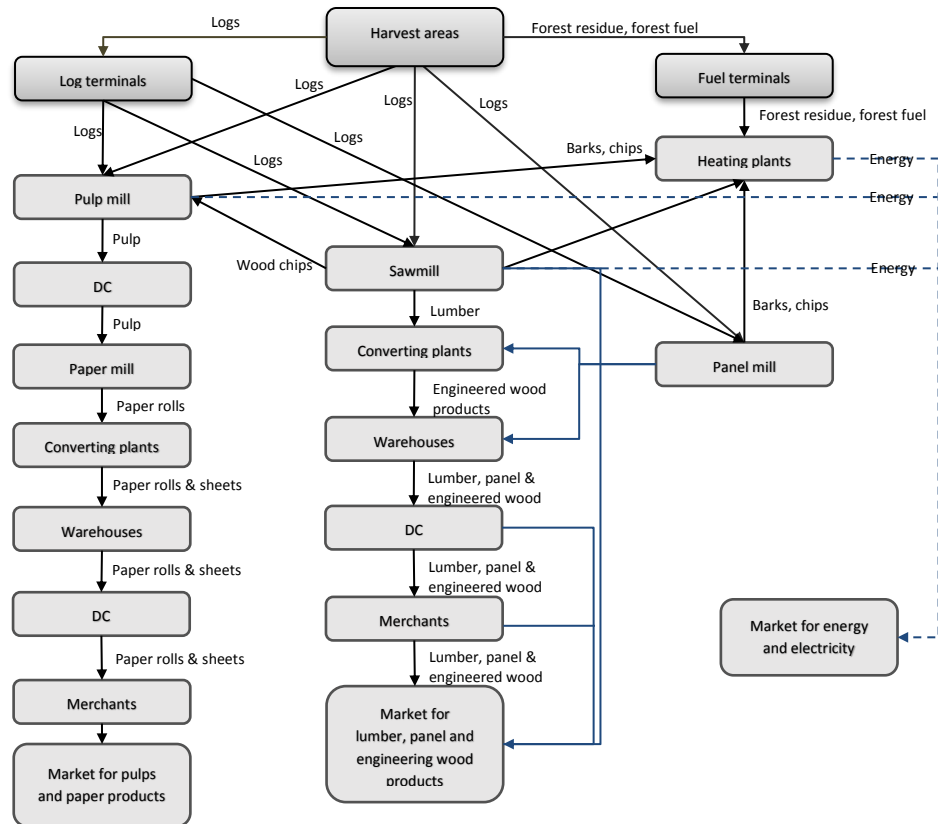 Logs
Harvest areas
Forest residue, forest fuel
Log terminals
Fuel terminals
Logs
Logs
Logs
Logs
Logs
Logs
Forest residue, forest fuel
Barks, chips
Heating plants
Energy
Logs
Pulp mill
Energy
Pulp
Wood chips
Sawmill
Energy
DC
Lumber
Barks, chips
Pulp
Converting plants
Panel mill
Paper mill
Engineered wood
products
Paper rolls
Converting plants
Warehouses
Paper rolls & sheets
Lumber, panel &
engineered wood
Warehouses
DC
Paper rolls & sheets
Lumber, panel &
engineered wood
DC
Merchants
Market for energy
and electricity
Paper rolls & sheets
Lumber, panel &
engineered wood
Merchants
Market for
lumber, panel and
engineering wood
products
Market for pulps
and paper products